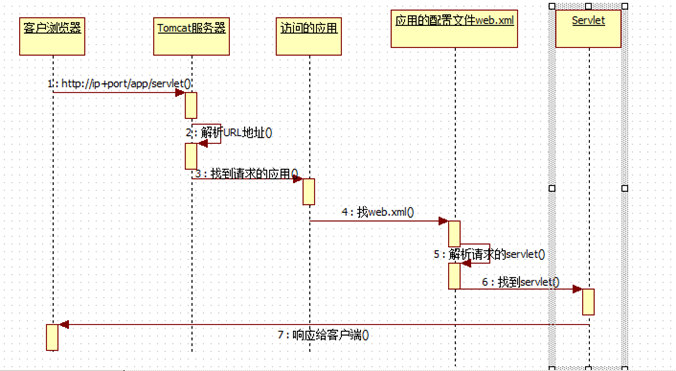 客户浏览器
Tomcat服务器
访问的应用
应用的配置文件web.xml
Servlet
1 : http://ip+port/app/servlet()
2 : 解析URL地址()
3 : 找到请求的应用()
4 : 找web.xml()
5 : 解析请求的servlet()
6 : 找到servlet()
7 : 响应给客户端()